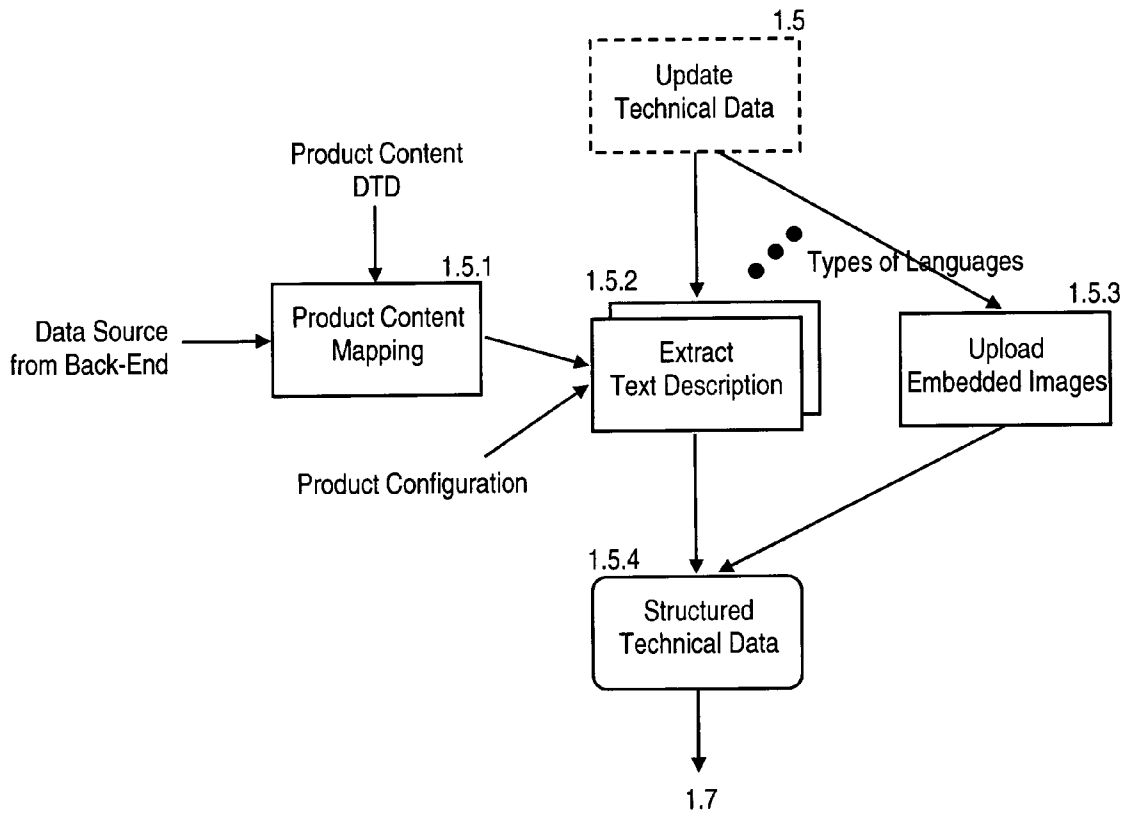 1.5
Update
Technical Data
Product Content
DTD
1.5.1
1.5.2
Types of Languages
1.5.3
Data Source
from Back-End
Product Content
Mapping
Extract
Text Description
Upload
Embedded Images
Product Configuration
1.5.4
Structured
Technical Data
1.7